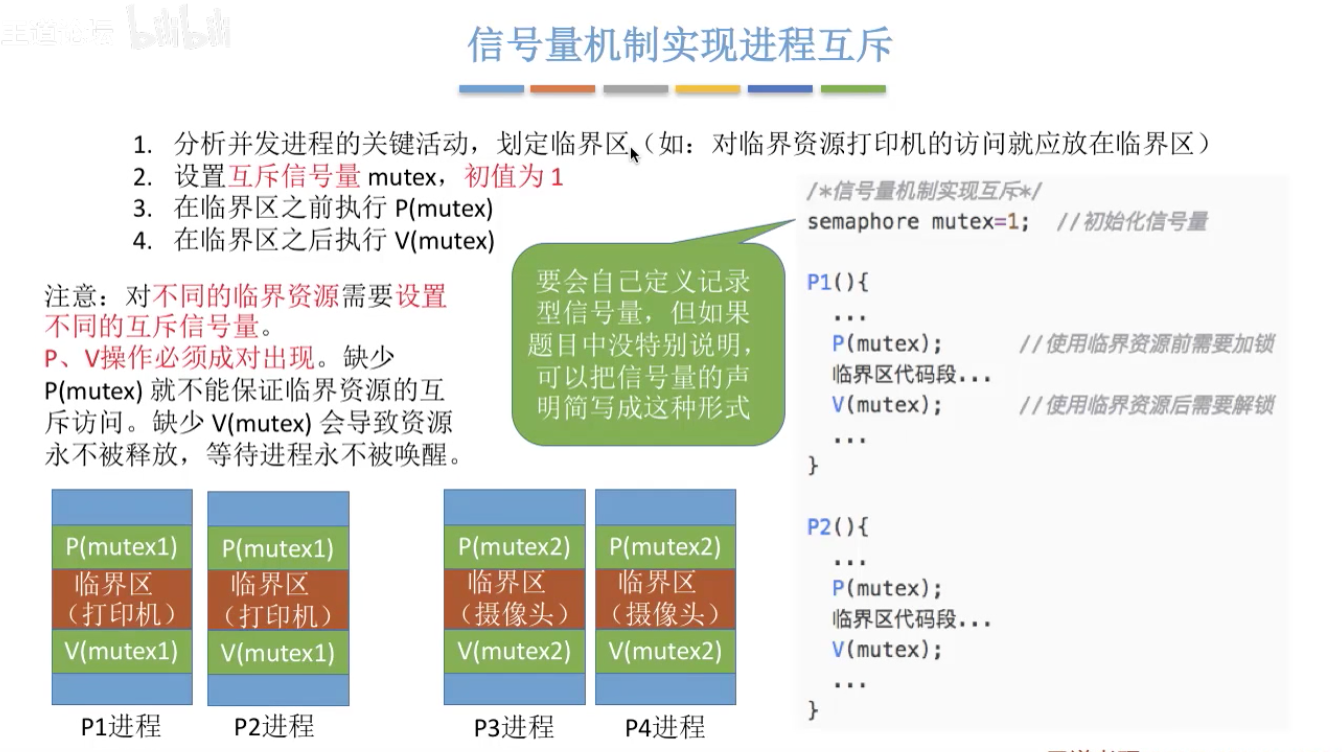 王道论坛 bilibili
信号量机制实现进程互斥
1. 分析并发进程的关键活动，划定临界区（如：对临界资源打印机的访问就应放在临界区）
2. 设置互斥信号量 mutex，初值为 1
3. 在临界区之前执行 P(mutex)
4. 在临界区之后执行 V(mutex)
注意：对不同的临界资源需要设置
不同的互斥信号量。
P、V操作必须成对出现。缺少
P(mutex) 就不能保证临界资源的互
斥访问。缺少 V(mutex) 会导致资源
永不被释放，等待进程永不被唤醒。
要会自己定义记录
型信号量，但如果
题目中没特别说明，
可以把信号量的声
明简写成这种形式
/*信号量机制实现互斥*/
semaphore mutex=1; //初始化信号量
P1(){
...
P(mutex); //使用临界资源前需要加锁
临界区代码段...
V(mutex); //使用临界资源后需要解锁
...
}
P2(){
...
P(mutex);
临界区代码段...
V(mutex);
...
}
P(mutex1)
临界区
（打印机）
V(mutex1)
P1进程
P(mutex1)
临界区
（打印机）
V(mutex1)
P2进程
P(mutex2)
临界区
（摄像头）
V(mutex2)
P3进程
P(mutex2)
临界区
（摄像头）
V(mutex2)
P4进程